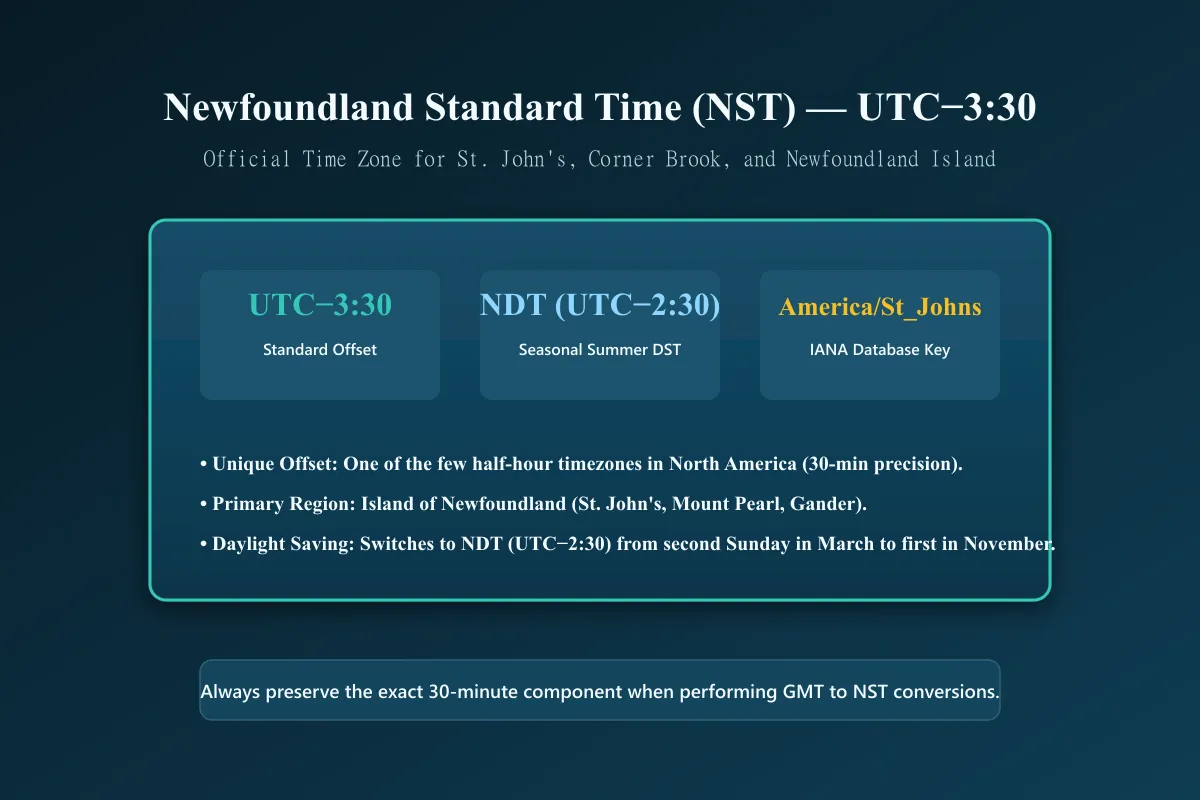 Newfoundland Standard Time (NST) — UTC−3:30
Official Time Zone for St. John's, Corner Brook, and Newfoundland Island
UTC−3:30
Standard Offset
NDT (UTC−2:30)
Seasonal Summer DST
America/St_Johns
IANA Database Key
• Unique Offset: One of the few half-hour timezones in North America (30-min precision).
• Primary Region: Island of Newfoundland (St. John's, Mount Pearl, Gander).
• Daylight Saving: Switches to NDT (UTC−2:30) from second Sunday in March to first in November.
Always preserve the exact 30-minute component when performing GMT to NST conversions.